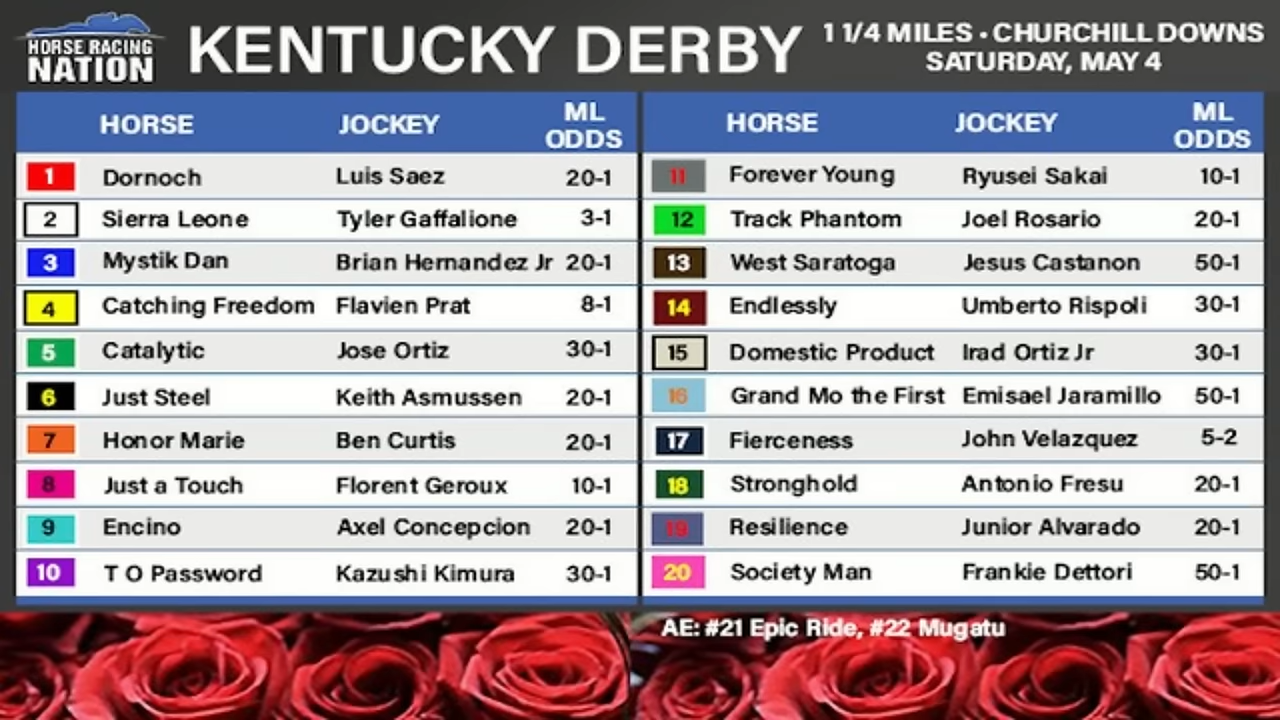 HORSE RACING
NATION
KENTUCKY DERBY
1 1/4 MILES • CHURCHILL DOWNS
SATURDAY, MAY 4
HORSE JOCKEY ML ODDS
1 Dornoch Luis Saez 20-1
2 Sierra Leone Tyler Gaffalione 3-1
3 Mystik Dan Brian Hernandez Jr 20-1
4 Catching Freedom Flavien Prat 8-1
5 Catalytic Jose Ortiz 30-1
6 Just Steel Keith Asmussen 20-1
7 Honor Marie Ben Curtis 20-1
8 Just a Touch Florent Geroux 10-1
9 Encino Axel Concepcion 20-1
10 T O Password Kazushi Kimura 30-1
HORSE JOCKEY ML ODDS
11 Forever Young Ryusei Sakai 10-1
12 Track Phantom Joel Rosario 20-1
13 West Saratoga Jesus Castanon 50-1
14 Endlessly Umberto Rispoli 30-1
15 Domestic Product Irad Ortiz Jr 30-1
16 Grand Mo the First Emisael Jaramillo 50-1
17 Fierceness John Velazquez 5-2
18 Stronghold Antonio Fresu 20-1
19 Resilience Junior Alvarado 20-1
20 Society Man Frankie Dettori 50-1
AE: #21 Epic Ride, #22 Mugatu